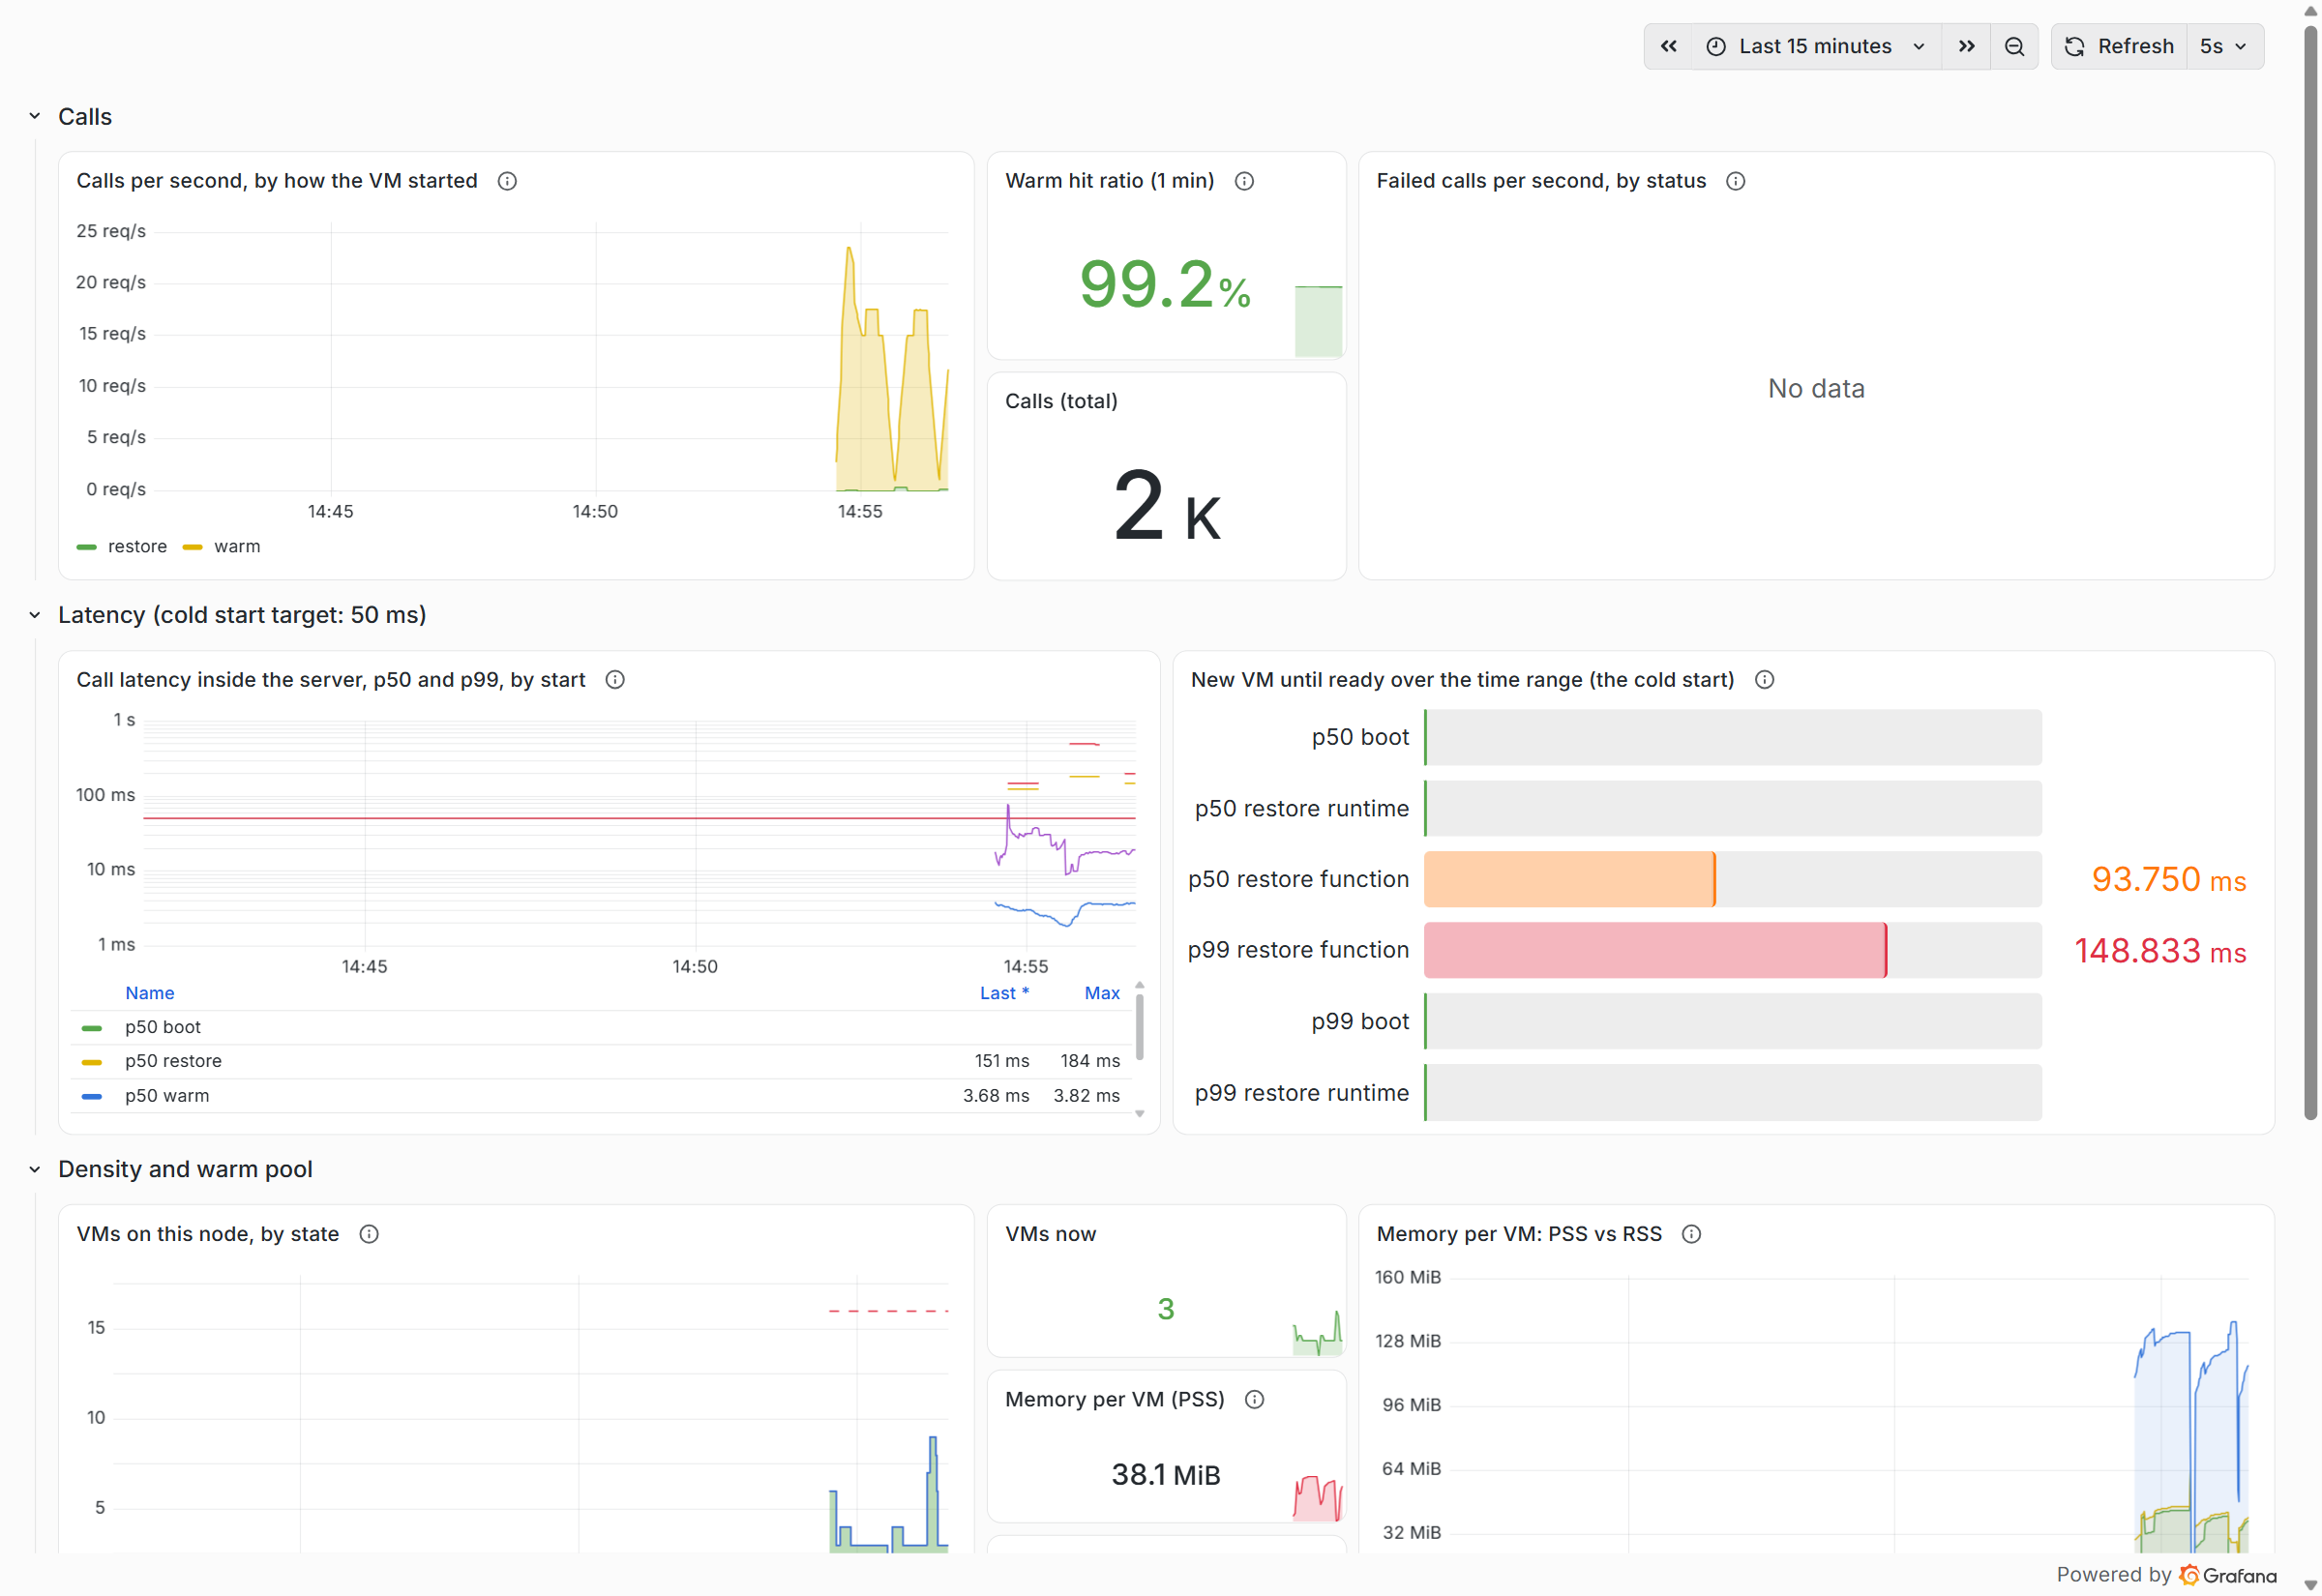 Last 15 minutes
Refresh
5s
Calls
Calls per second, by how the VM started
25 req/s
20 req/s
15 req/s
10 req/s
5 req/s
0 req/s
14:45
14:50
14:55
restore
warm
Warm hit ratio (1 min)
99.2%
Calls (total)
2 K
Failed calls per second, by status
No data
Latency (cold start target: 50 ms)
Call latency inside the server, p50 and p99, by start
1 s
100 ms
10 ms
1 ms
14:45
14:50
14:55
Name Last * Max
p50 boot
p50 restore 151 ms 184 ms
p50 warm 3.68 ms 3.82 ms
New VM until ready over the time range (the cold start)
p50 boot
p50 restore runtime
p50 restore function 93.750 ms
p99 restore function 148.833 ms
p99 boot
p99 restore runtime
Density and warm pool
VMs on this node, by state
15
10
5
VMs now
3
Memory per VM (PSS)
38.1 MiB
Memory per VM: PSS vs RSS
160 MiB
128 MiB
96 MiB
64 MiB
32 MiB
Powered by Grafana